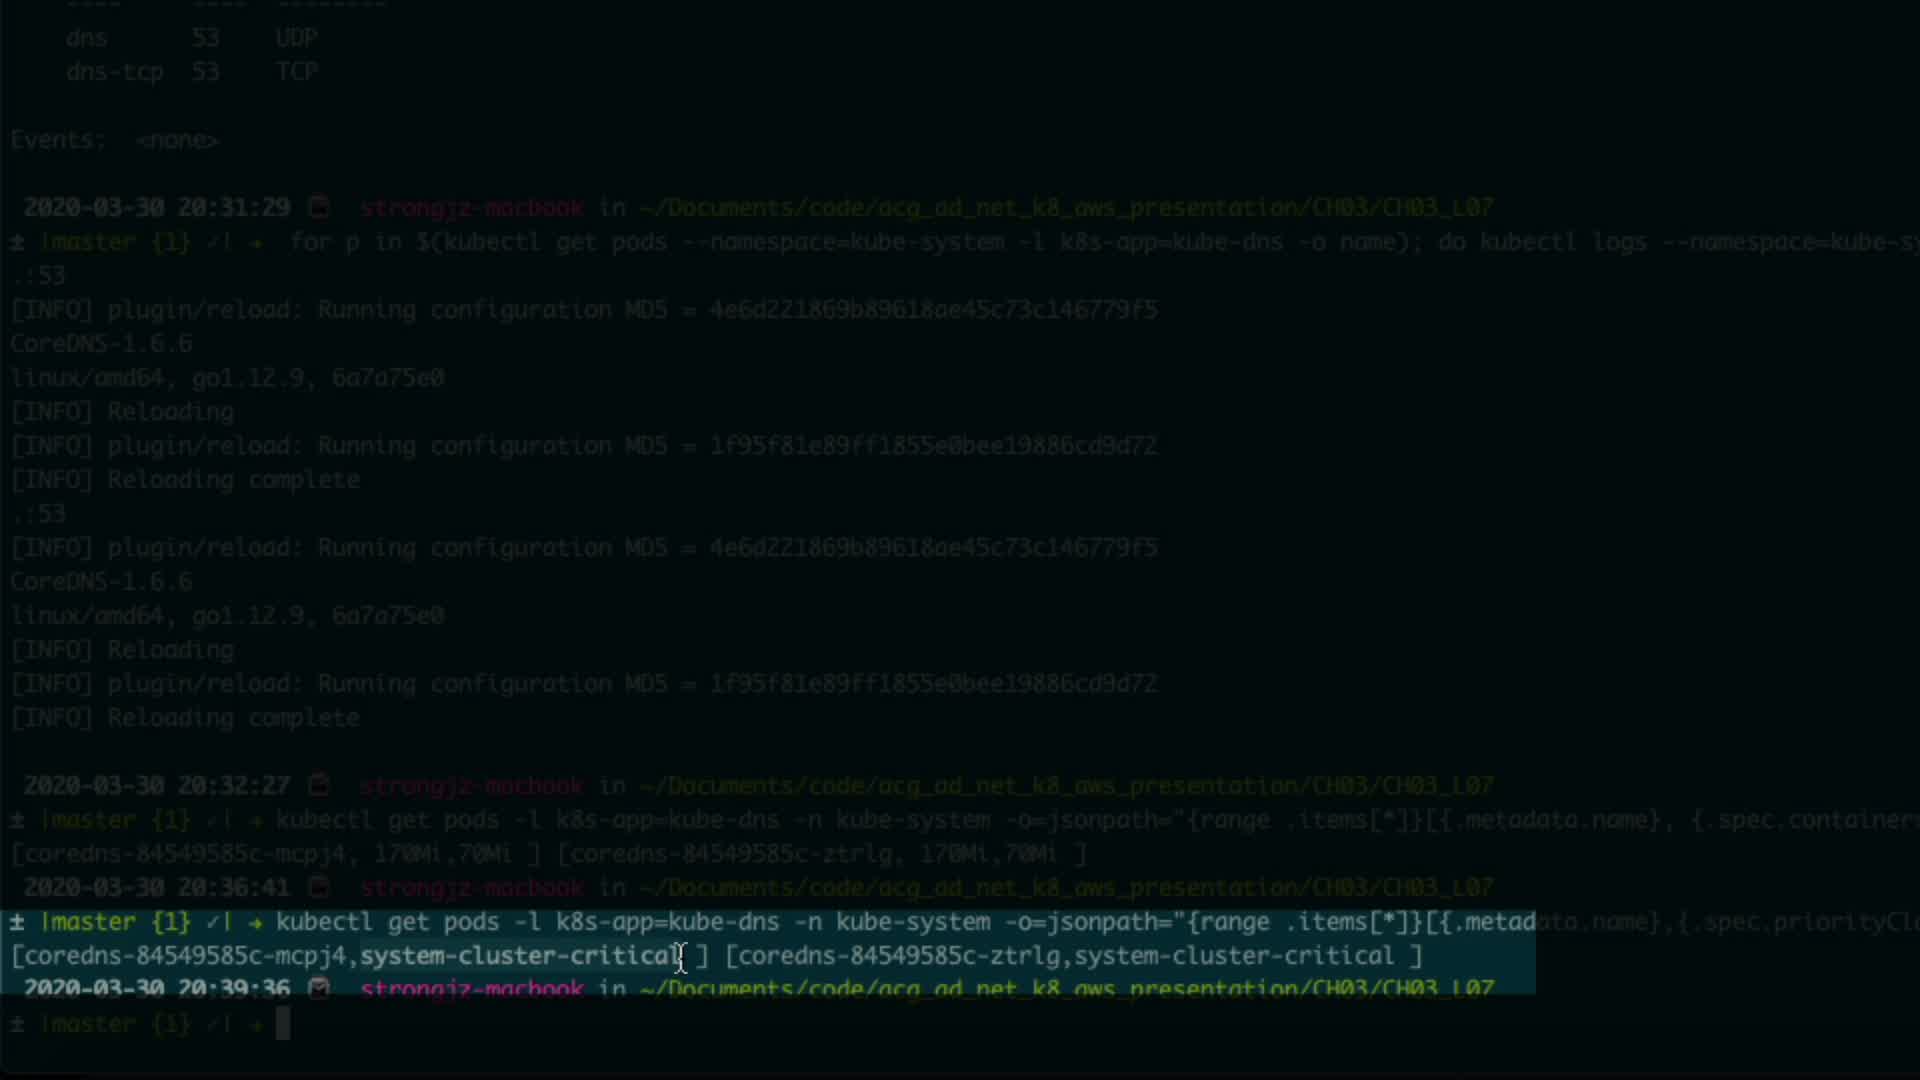 dns 53 UDP
dns-tcp 53 TCP
Events: <none>
2020-03-30 20:31:29 strongjz-macbook in ~/Documents/code/acg_ad_net_k8_aws_presentation/CH03/CH03_L07
± |master {1} ✓| → for p in $(kubectl get pods --namespace=kube-system -l k8s-app=kube-dns -o name); do kubectl logs --namespace=kube-sy
.:53
[INFO] plugin/reload: Running configuration MD5 = 4e6d221869b89618ae45c73c146779f5
CoreDNS-1.6.6
linux/amd64, go1.12.9, 6a7a75e0
[INFO] Reloading
[INFO] plugin/reload: Running configuration MD5 = 1f95f81e89ff1855e0bee19886cd9d72
[INFO] Reloading complete
.:53
[INFO] plugin/reload: Running configuration MD5 = 4e6d221869b89618ae45c73c146779f5
CoreDNS-1.6.6
linux/amd64, go1.12.9, 6a7a75e0
[INFO] Reloading
[INFO] plugin/reload: Running configuration MD5 = 1f95f81e89ff1855e0bee19886cd9d72
[INFO] Reloading complete
2020-03-30 20:32:27 strongjz-macbook in ~/Documents/code/acg_ad_net_k8_aws_presentation/CH03/CH03_L07
± |master {1} ✓| → kubectl get pods -l k8s-app=kube-dns -n kube-system -o=jsonpath="{range .items[*]}[{.metadata.name}, {.spec.containers
[coredns-84549585c-mcpj4, 170Mi,70Mi ] [coredns-84549585c-ztrlg, 170Mi,70Mi ]
2020-03-30 20:36:41 strongjz-macbook in ~/Documents/code/acg_ad_net_k8_aws_presentation/CH03/CH03_L07
± |master {1} ✓| → kubectl get pods -l k8s-app=kube-dns -n kube-system -o=jsonpath="{range .items[*]}[{.metadata.name},{.spec.priorityCl
[coredns-84549585c-mcpj4,system-cluster-critical ] [coredns-84549585c-ztrlg,system-cluster-critical ]
2020-03-30 20:39:36 strongjz-macbook in ~/Documents/code/acg_ad_net_k8_aws_presentation/CH03/CH03_L07
± |master {1} ✓| →